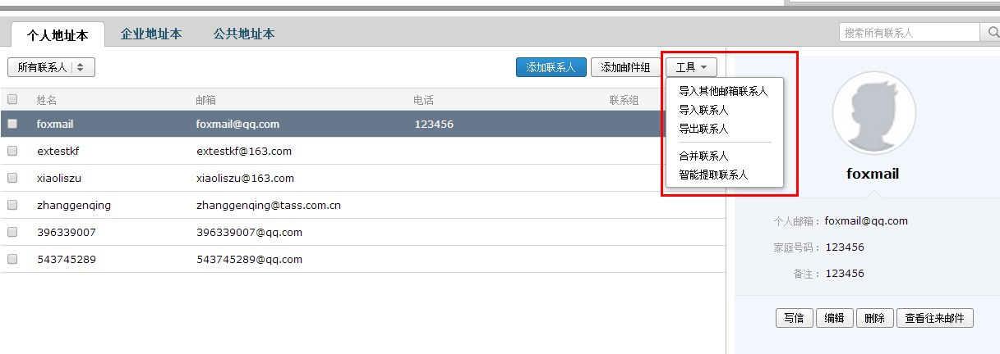 个人地址本 企业地址本 公共地址本 搜索所有联系人
所有联系人 添加联系人 添加邮件组 工具
姓名 邮箱 电话 联系组
foxmail foxmail@qq.com 123456
extestkf extestkf@163.com
xiaoliszu xiaoliszu@163.com
zhanggenqing zhanggenqing@tass.com.cn
396339007 396339007@qq.com
543745289 543745289@qq.com
导入其他邮箱联系人
导入联系人
导出联系人
合并联系人
智能提取联系人
foxmail
个人邮箱：foxmail@qq.com
家庭号码：123456
备注：123456
写信 编辑 删除 查看往来邮件